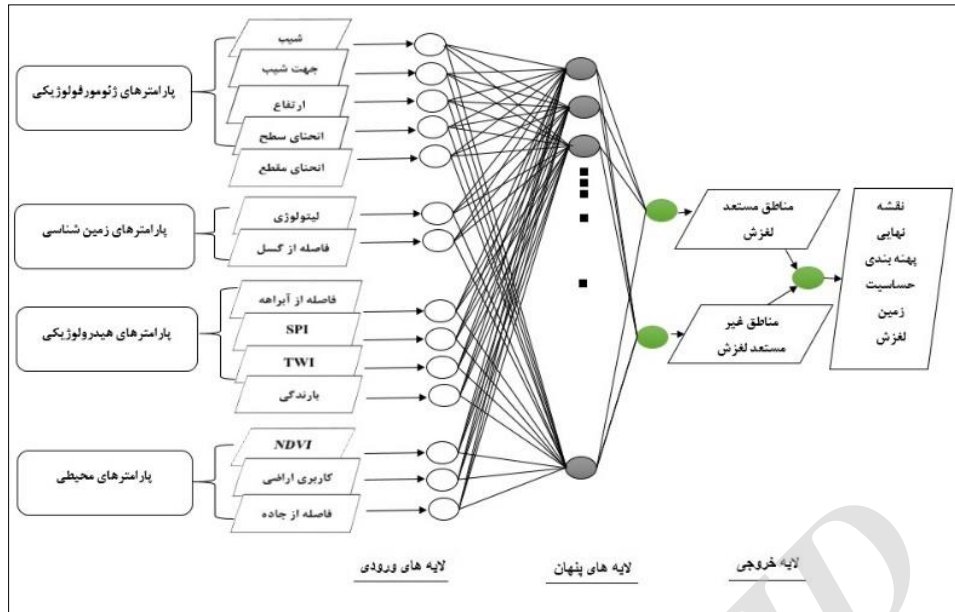 پارامترهای ژئومورفولوژیکی
شیب
جهت شیب
ارتفاع
انحنای سطح
انحنای مقطع
پارامترهای زمین شناسی
لیتولوژی
فاصله از گسل
پارامترهای هیدرولوژیکی
فاصله از آبراهه
SPI
TWI
بارندگی
پارامترهای محیطی
NDVI
کاربری اراضی
فاصله از جاده
مناطق مستعد
لغزش
مناطق غیر
مستعد لغزش
نقشه
نهایی
پهنه بندی
حساسیت
زمین
لغزش
لایه های ورودی
لایه های پنهان
لایه خروجی